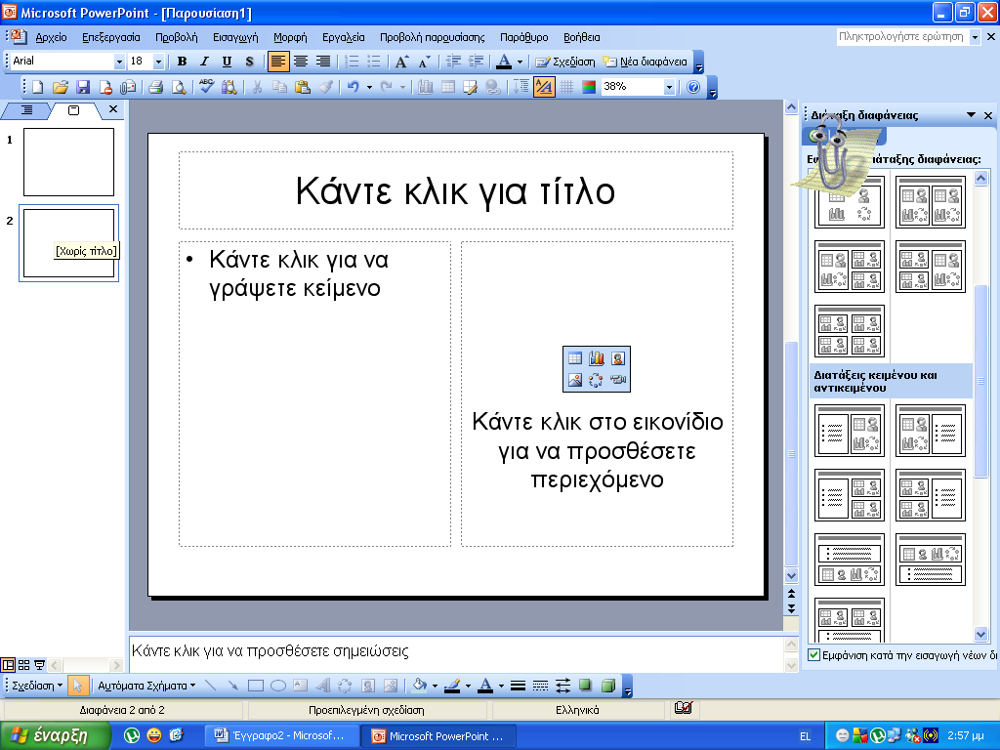 Microsoft PowerPoint - [Παρουσίαση1]
Αρχείο Επεξεργασία Προβολή Εισαγωγή Μορφή Εργαλεία Προβολή παρουσίασης Παράθυρο Βοήθεια Πληκτρολογήστε ερώτηση
Arial 18 B I U S Σχεδίαση Νέα διαφάνεια
38%
Διάταξη διαφάνειας
διάταξης διαφάνειας:
1
2
[Χωρίς τίτλο]
Κάντε κλικ για τίτλο
• Κάντε κλικ για να
γράψετε κείμενο
Κάντε κλικ στο εικονίδιο
για να προσθέσετε
περιεχόμενο
Διατάξεις κειμένου και
αντικειμένου
Εμφάνιση κατά την εισαγωγή νέων δι
Κάντε κλικ για να προσθέσετε σημειώσεις
Σχεδίαση Αυτόματα Σχήματα
Διαφάνεια 2 από 2 Προεπιλεγμένη σχεδίαση Ελληνικά
έναρξη Έγγραφο2 - Microsof... Microsoft PowerPoint ... EL 2:57 μμ